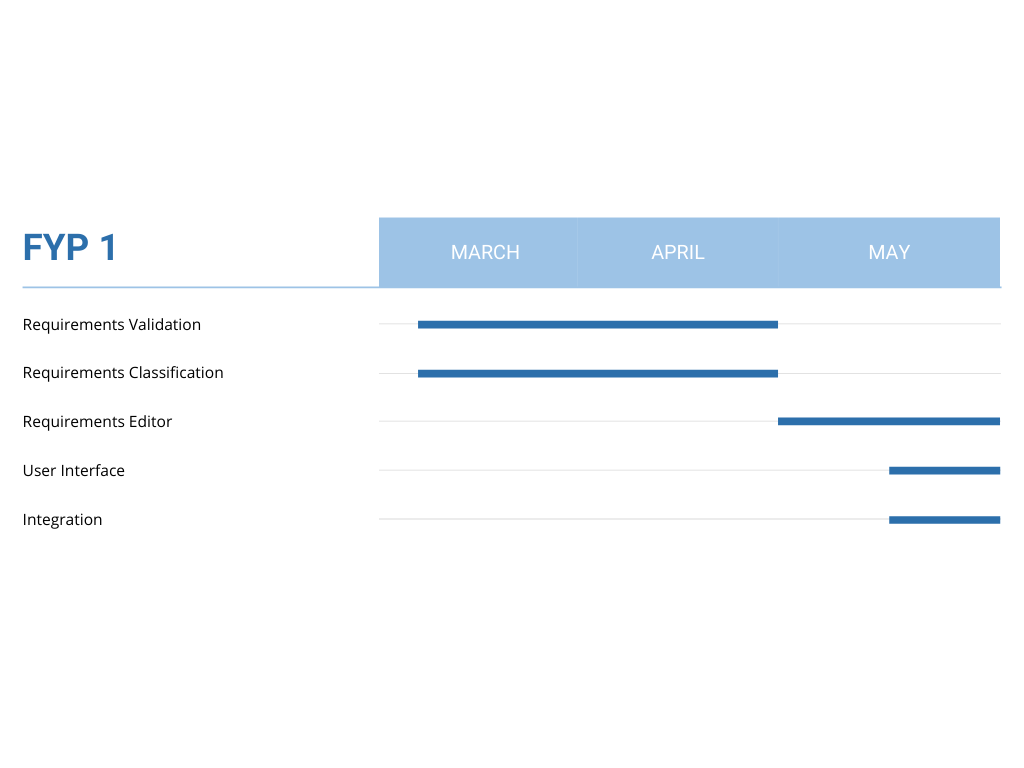 FYP 1
MARCH APRIL MAY
Requirements Validation
Requirements Classification
Requirements Editor
User Interface
Integration